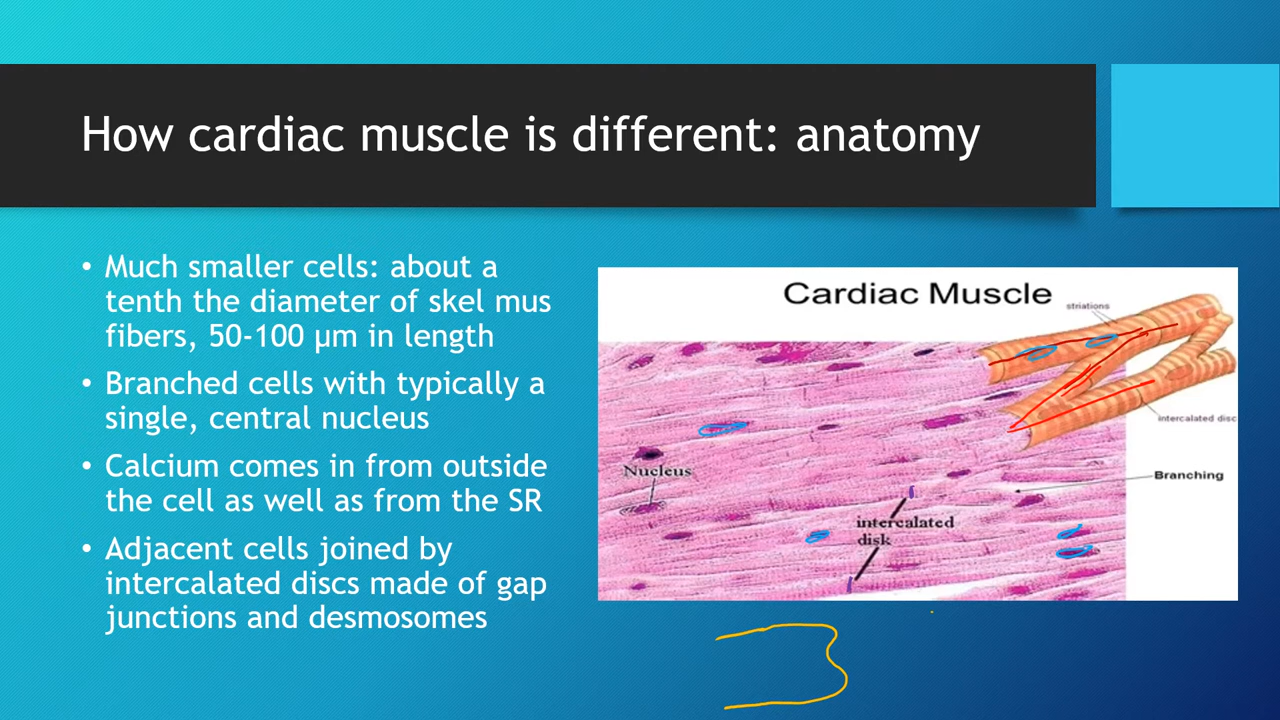 How cardiac muscle is different: anatomy
• Much smaller cells: about a
tenth the diameter of skel mus
fibers, 50-100 µm in length
• Branched cells with typically a
single, central nucleus
• Calcium comes in from outside
the cell as well as from the SR
• Adjacent cells joined by
intercalated discs made of gap
junctions and desmosomes
Cardiac Muscle
striations
intercalated disc
Nucleus
Branching
intercalated
disk